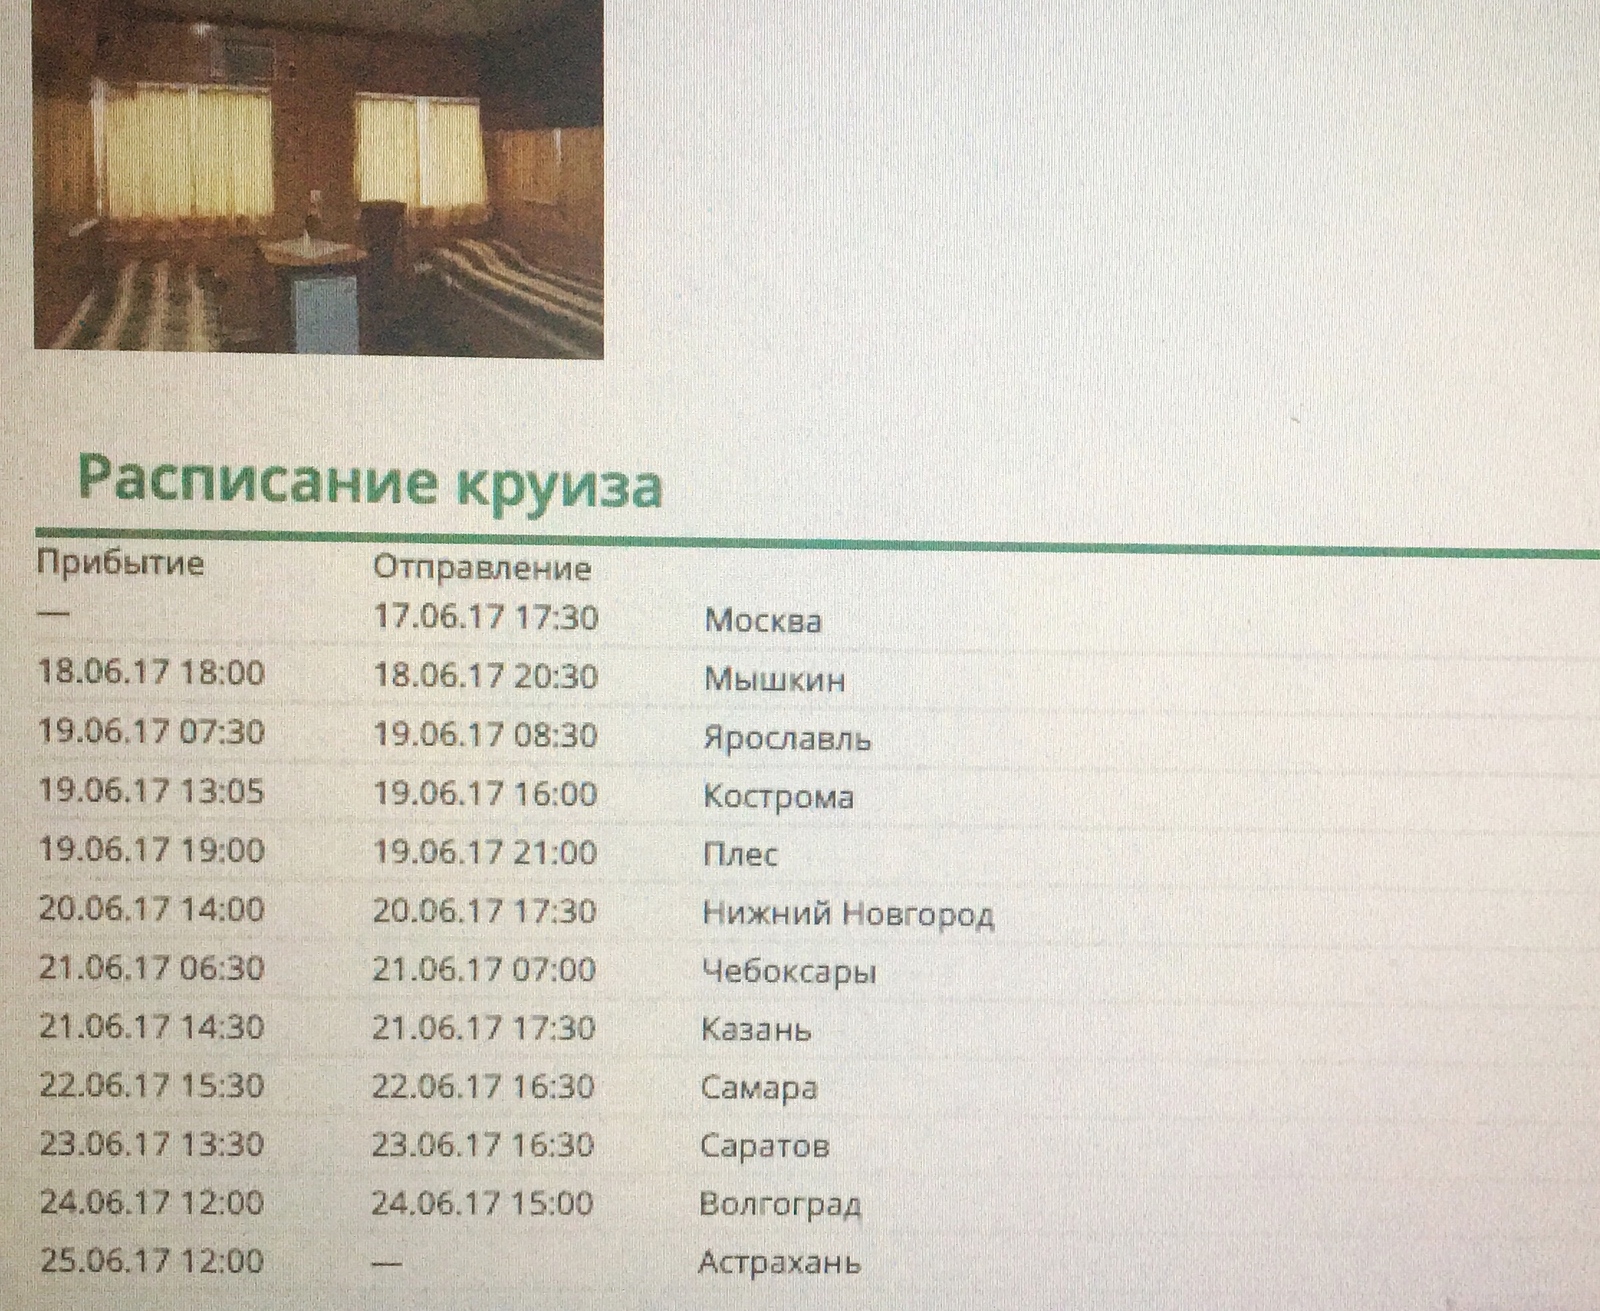 Расписание круиза
Прибытие Отправление
— 17.06.17 17:30 Москва
18.06.17 18:00 18.06.17 20:30 Мышкин
19.06.17 07:30 19.06.17 08:30 Ярославль
19.06.17 13:05 19.06.17 16:00 Кострома
19.06.17 19:00 19.06.17 21:00 Плес
20.06.17 14:00 20.06.17 17:30 Нижний Новгород
21.06.17 06:30 21.06.17 07:00 Чебоксары
21.06.17 14:30 21.06.17 17:30 Казань
22.06.17 15:30 22.06.17 16:30 Самара
23.06.17 13:30 23.06.17 16:30 Саратов
24.06.17 12:00 24.06.17 15:00 Волгоград
25.06.17 12:00 — Астрахань